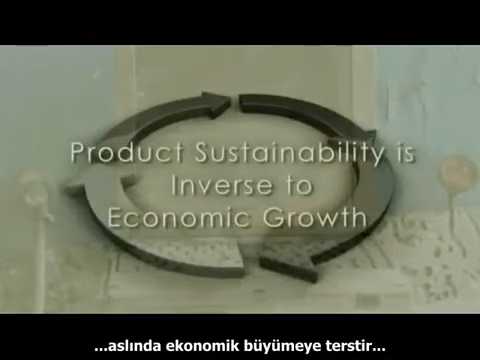 Product Sustainability is
Inverse to
Economic Growth
...aslında ekonomik büyümeye terstir...